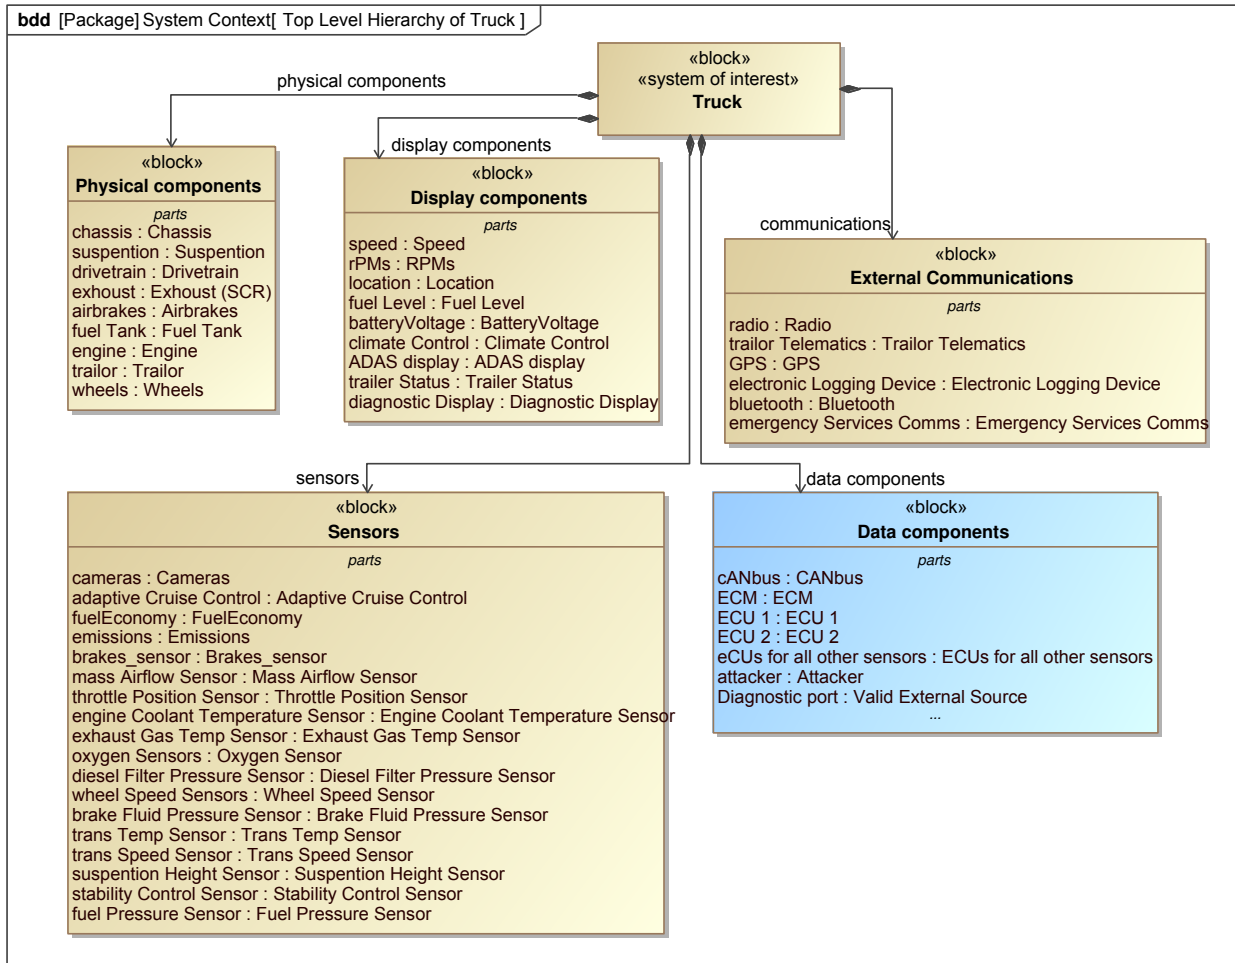 bdd [Package] System Context[ Top Level Hierarchy of Truck ]
«block»
«system of interest»
Truck
physical components
display components
communications
sensors
data components
«block»
Physical components
parts
chassis : Chassis
suspention : Suspention
drivetrain : Drivetrain
exhoust : Exhoust (SCR)
airbrakes : Airbrakes
fuel Tank : Fuel Tank
engine : Engine
trailor : Trailor
wheels : Wheels
«block»
Display components
parts
speed : Speed
rPMs : RPMs
location : Location
fuel Level : Fuel Level
batteryVoltage : BatteryVoltage
climate Control : Climate Control
ADAS display : ADAS display
trailer Status : Trailer Status
diagnostic Display : Diagnostic Display
«block»
External Communications
parts
radio : Radio
trailor Telematics : Trailor Telematics
GPS : GPS
electronic Logging Device : Electronic Logging Device
bluetooth : Bluetooth
emergency Services Comms : Emergency Services Comms
«block»
Sensors
parts
cameras : Cameras
adaptive Cruise Control : Adaptive Cruise Control
fuelEconomy : FuelEconomy
emissions : Emissions
brakes_sensor : Brakes_sensor
mass Airflow Sensor : Mass Airflow Sensor
throttle Position Sensor : Throttle Position Sensor
engine Coolant Temperature Sensor : Engine Coolant Temperature Sensor
exhaust Gas Temp Sensor : Exhaust Gas Temp Sensor
oxygen Sensors : Oxygen Sensor
diesel Filter Pressure Sensor : Diesel Filter Pressure Sensor
wheel Speed Sensors : Wheel Speed Sensor
brake Fluid Pressure Sensor : Brake Fluid Pressure Sensor
trans Temp Sensor : Trans Temp Sensor
trans Speed Sensor : Trans Speed Sensor
suspention Height Sensor : Suspention Height Sensor
stability Control Sensor : Stability Control Sensor
fuel Pressure Sensor : Fuel Pressure Sensor
«block»
Data components
parts
cANbus : CANbus
ECM : ECM
ECU 1 : ECU 1
ECU 2 : ECU 2
eCUs for all other sensors : ECUs for all other sensors
attacker : Attacker
Diagnostic port : Valid External Source
...